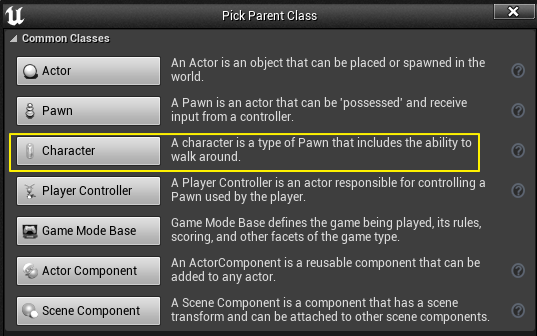 Pick Parent Class
Common Classes
Actor
An Actor is an object that can be placed or spawned in the
world.
Pawn
A Pawn is an actor that can be 'possessed' and receive
input from a controller.
Character
A character is a type of Pawn that includes the ability to
walk around.
Player Controller
A Player Controller is an actor responsible for controlling a
Pawn used by the player.
Game Mode Base
Game Mode Base defines the game being played, its rules,
scoring, and other facets of the game type.
Actor Component
An ActorComponent is a reusable component that can be
added to any actor.
Scene Component
A Scene Component is a component that has a scene
transform and can be attached to other scene components.